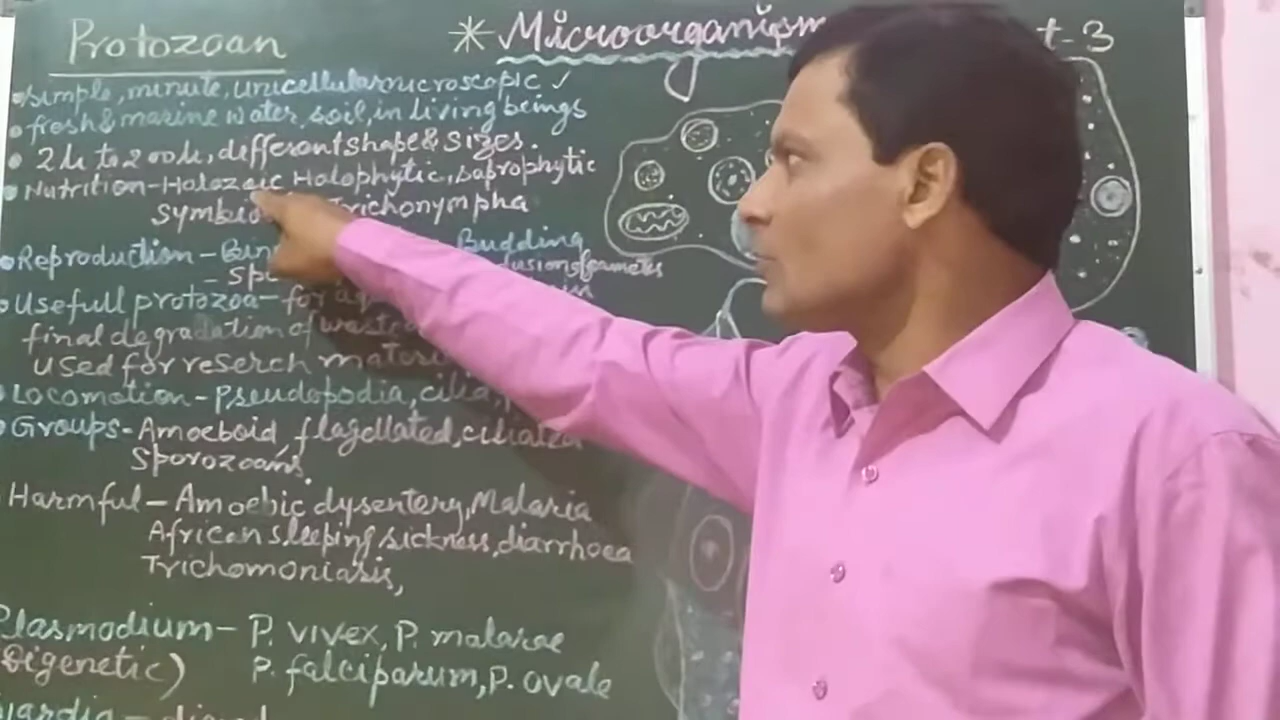 Protozoan
* Microorganism
t-3
simple, minute, unicellular microscopic ✓
fresh & marine water, soil, in living beings
2µ to 200µ, different shape & sizes.
Nutrition - Holozoic Holophytic, saprophytic
Trichonympha
Reproduction - Budding
Usefull protozoa - for
final degradation of
used for reserch
Locomotion - Pseudopodia, cilia,
Groups - Amoeboid, flagellated,
Sporozoans.
Harmful - Amoebic dysentery, Malaria
African sleeping sickness, diarrhoea
Trichomoniasis,
Plasmodium - P. vivex, P. malarae
(Digenetic) P. falciparum, P. ovale